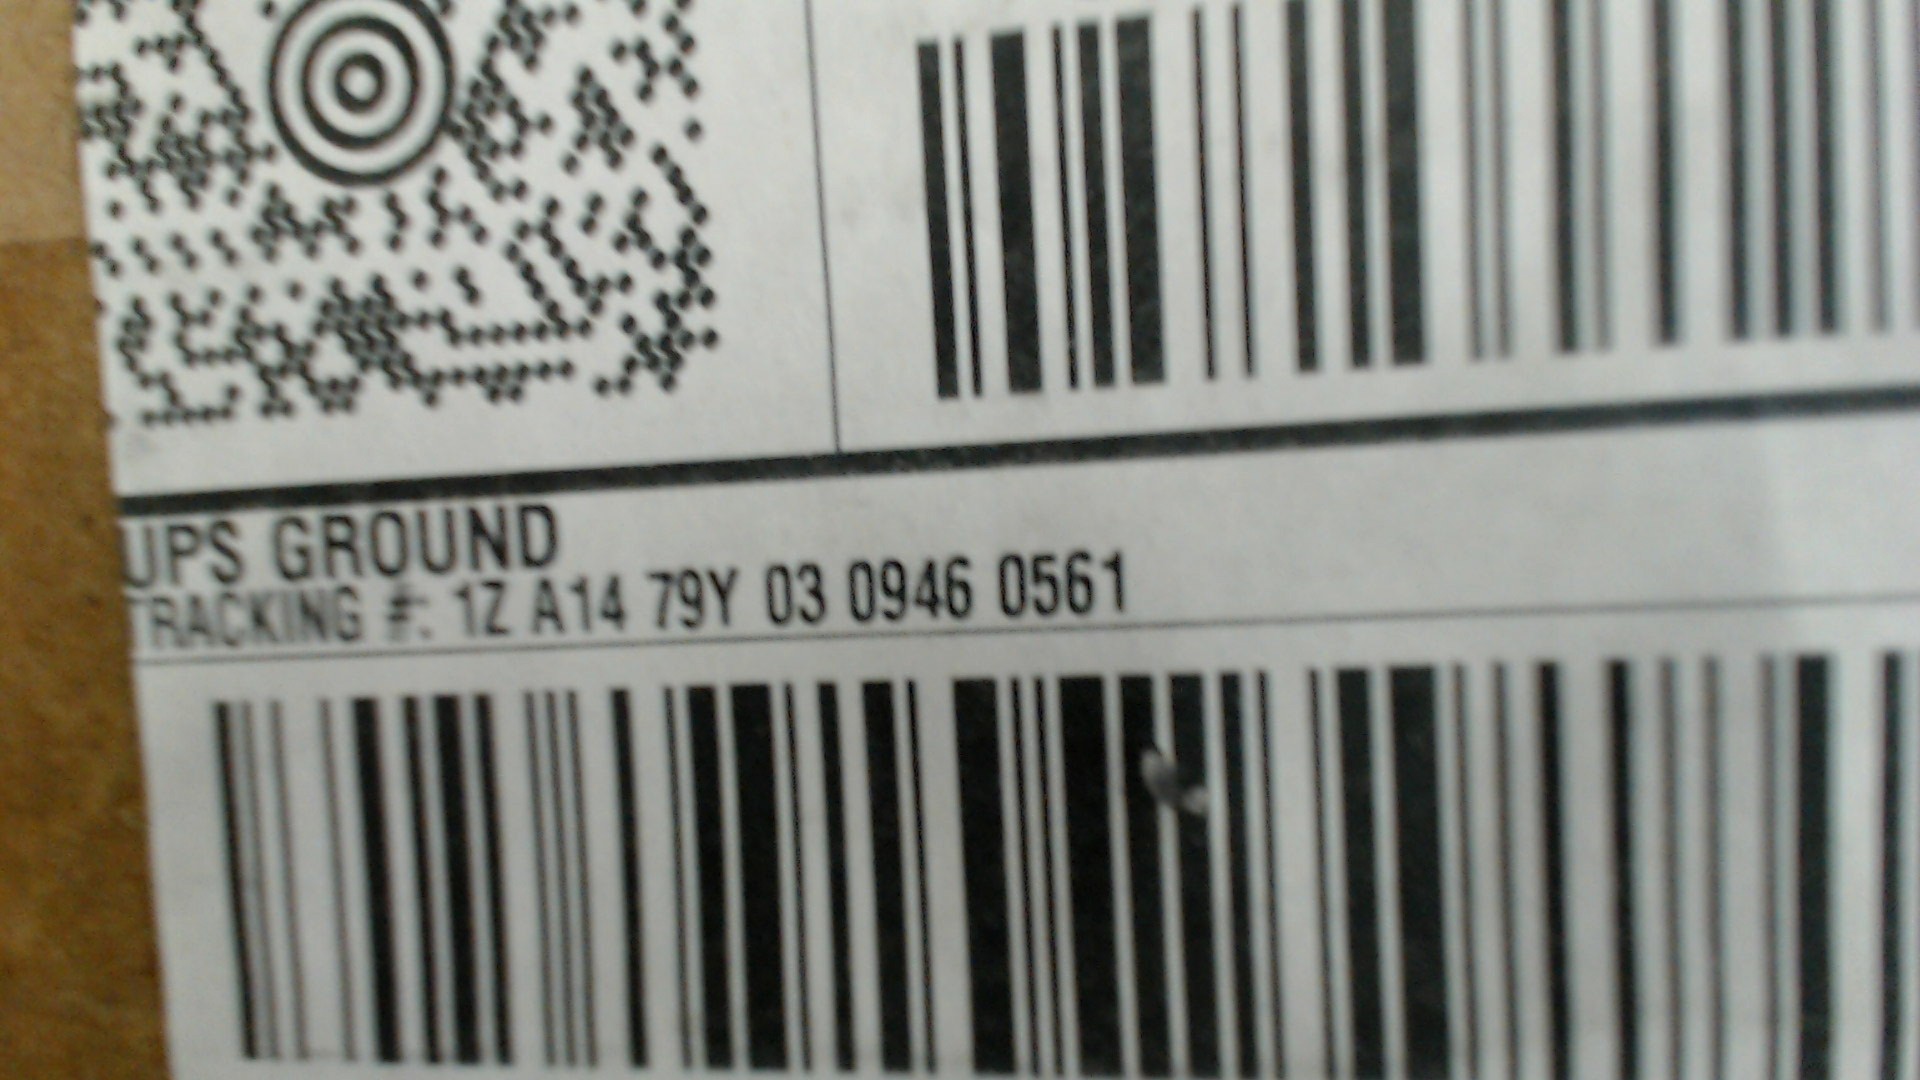 UPS GROUND
TRACKING #: 1Z A14 79Y 03 0946 0561